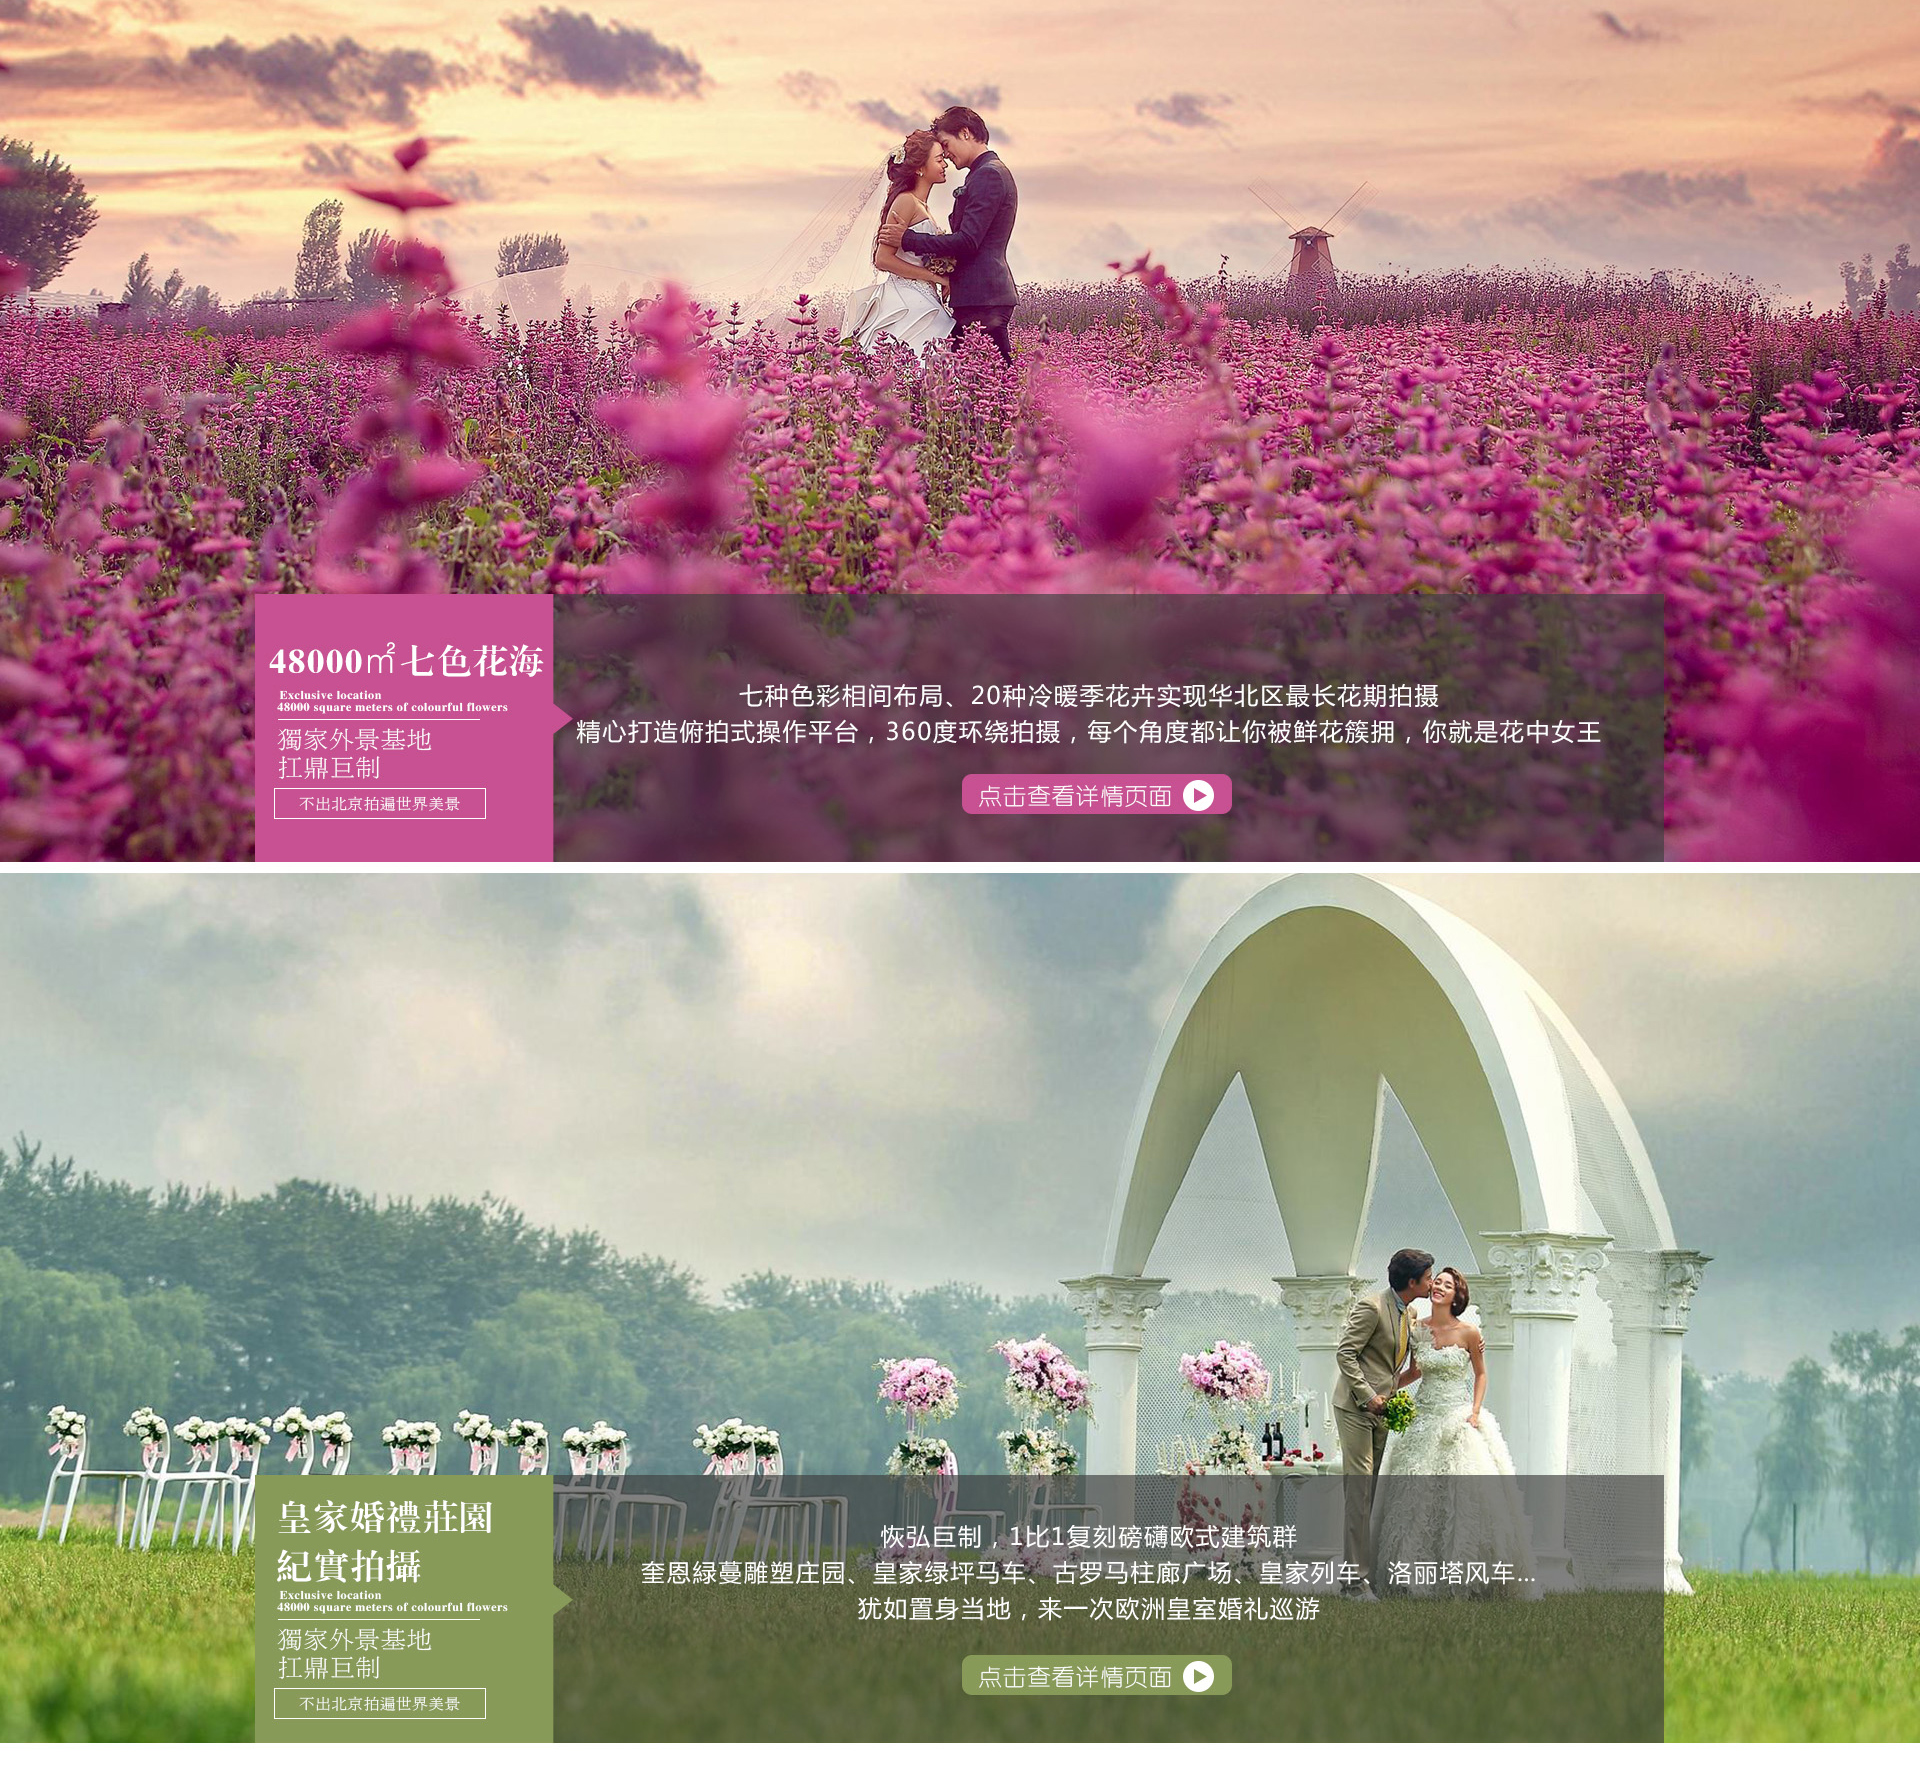 48000㎡七色花海
Exclusive location
48000 square meters of colourful flowers
獨家外景基地
扛鼎巨制
不出北京拍遍世界美景
七种色彩相间布局、20种冷暖季花卉实现华北区最长花期拍摄
精心打造俯拍式操作平台，360度环绕拍摄，每个角度都让你被鲜花簇拥，你就是花中女王
点击查看详情页面
皇家婚禮莊園
紀實拍攝
Exclusive location
48000 square meters of colourful flowers
獨家外景基地
扛鼎巨制
不出北京拍遍世界美景
恢弘巨制，1比1复刻磅礴欧式建筑群
奎恩緑蔓雕塑庄园、皇家绿坪马车、古罗马柱廊广场、皇家列车、洛丽塔风车...
犹如置身当地，来一次欧洲皇室婚礼巡游
点击查看详情页面